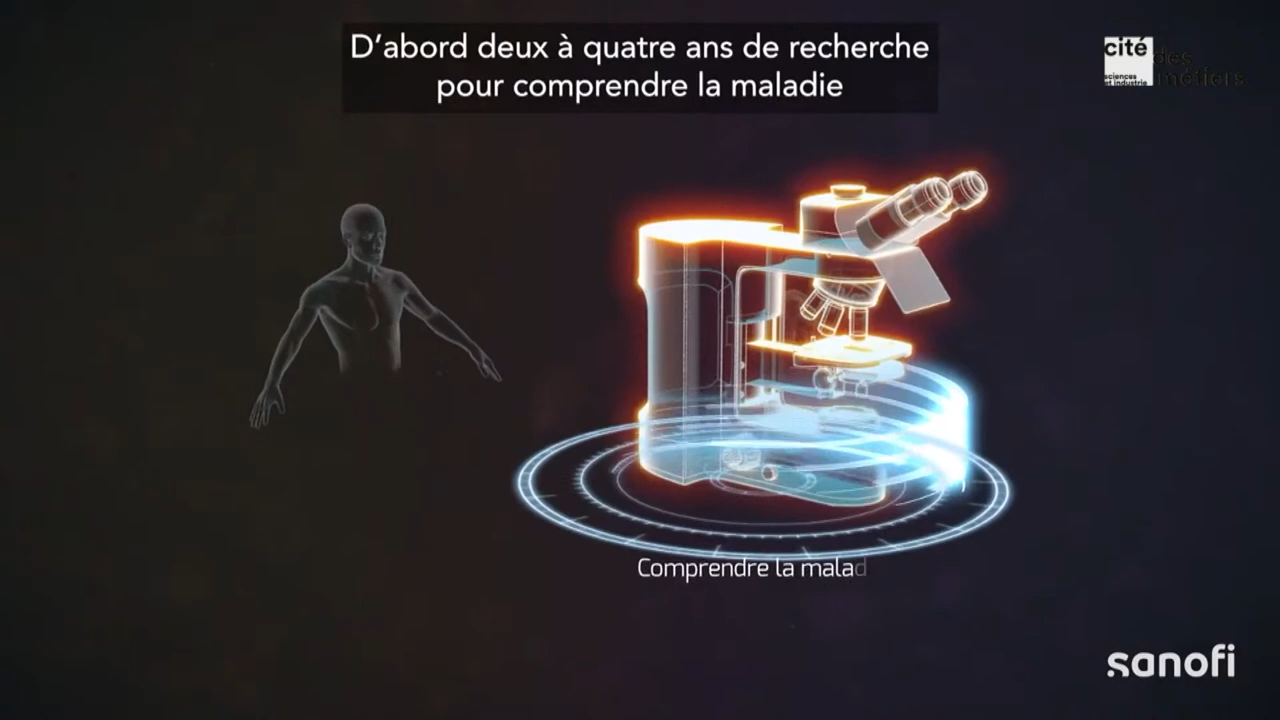 D'abord deux à quatre ans de recherche
pour comprendre la maladie
cité
des
sciences
et industrie
métiers
Comprendre la malad
sanofi